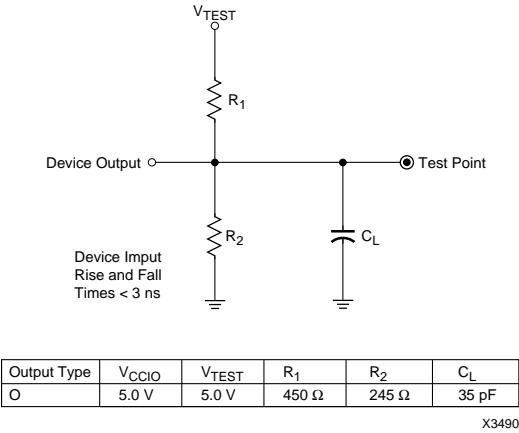 VTEST
R1
Device Output
Test Point
R2
CL
Device Imput
Rise and Fall
Times < 3 ns
Output Type VCCIO VTEST R1 R2 CL
O 5.0 V 5.0 V 450 Ω 245 Ω 35 pF
X3490